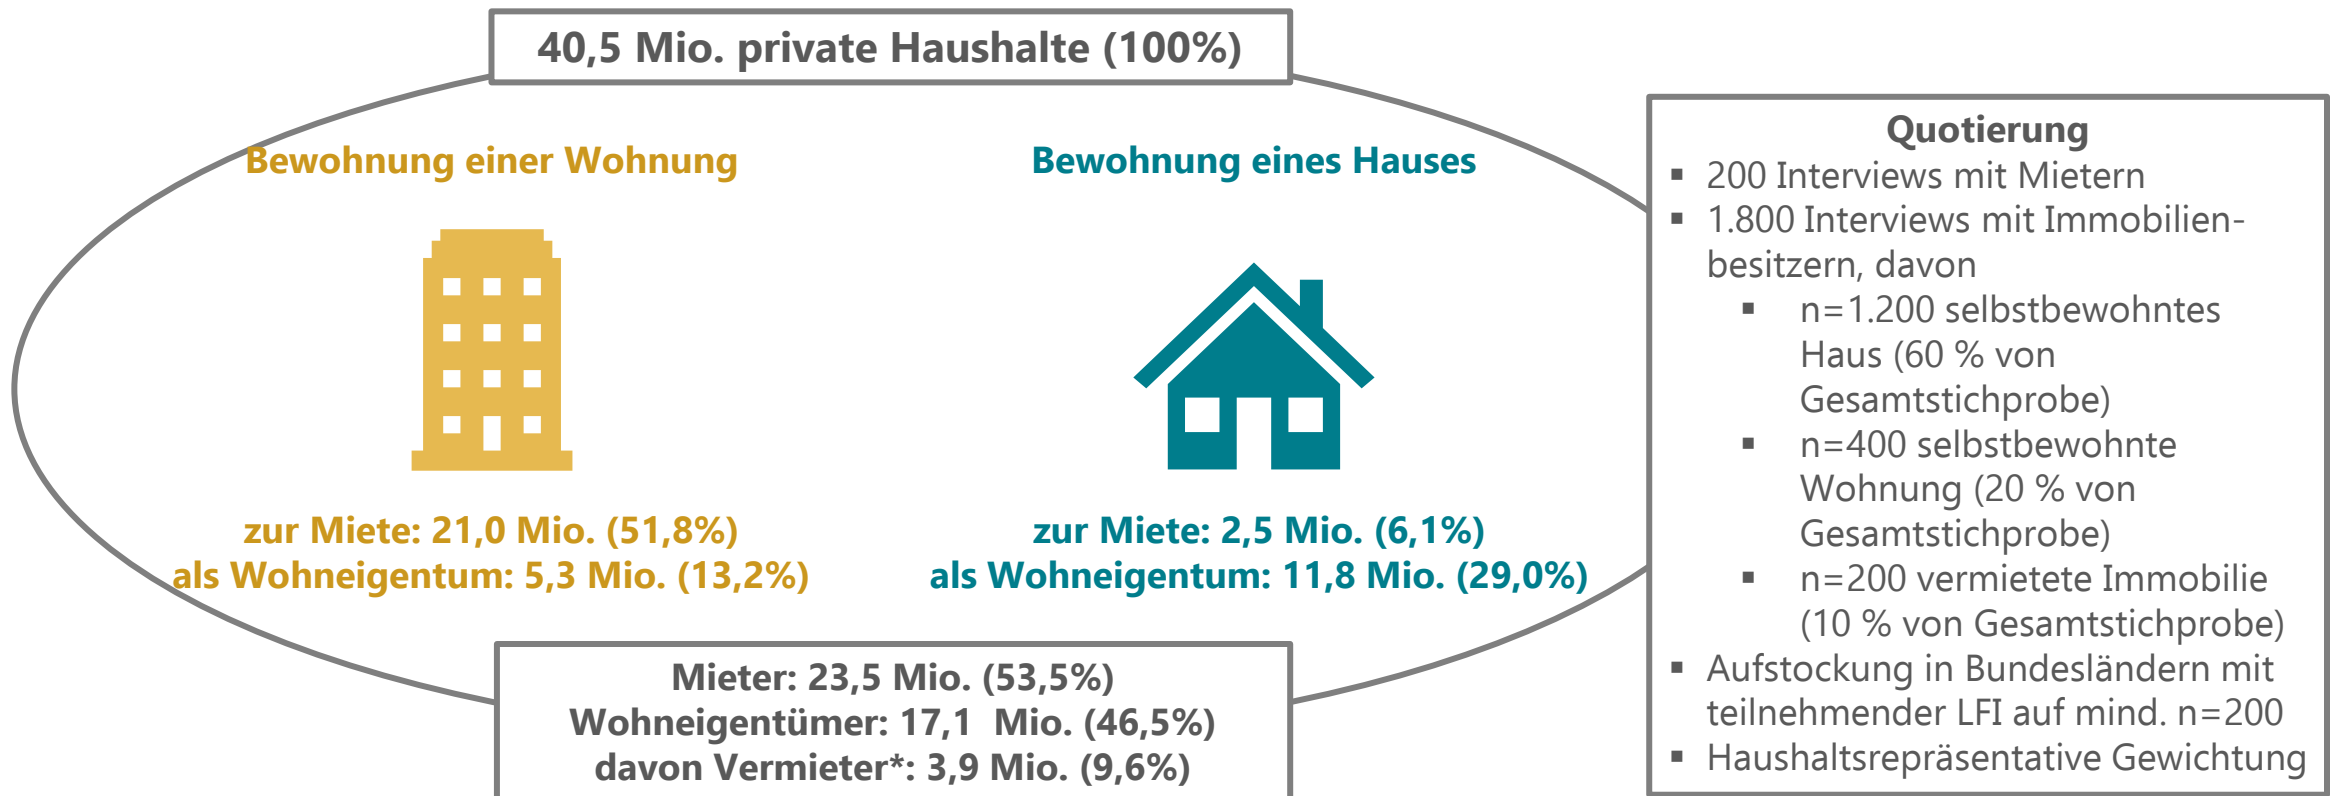 40,5 Mio. private Haushalte (100%)
Bewohnung einer Wohnung
zur Miete: 21,0 Mio. (51,8%)
als Wohneigentum: 5,3 Mio. (13,2%)
Bewohnung eines Hauses
zur Miete: 2,5 Mio. (6,1%)
als Wohneigentum: 11,8 Mio. (29,0%)
Mieter: 23,5 Mio. (53,5%)
Wohneigentümer: 17,1 Mio. (46,5%)
davon Vermieter*: 3,9 Mio. (9,6%)
Quotierung
▪ 200 Interviews mit Mietern
▪ 1.800 Interviews mit Immobilien-
besitzern, davon
▪ n=1.200 selbstbewohntes
Haus (60 % von
Gesamtstichprobe)
▪ n=400 selbstbewohnte
Wohnung (20 % von
Gesamtstichprobe)
▪ n=200 vermietete Immobilie
(10 % von Gesamtstichprobe)
▪ Aufstockung in Bundesländern mit
teilnehmender LFI auf mind. n=200
▪ Haushaltsrepräsentative Gewichtung